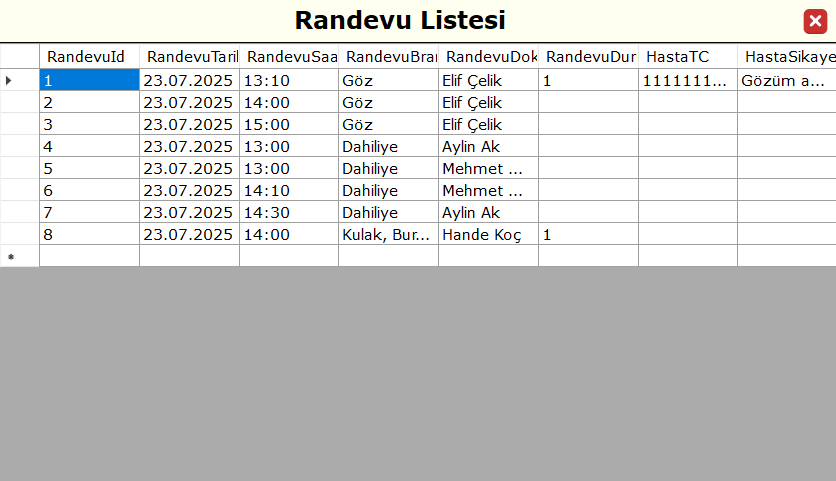 Randevu Listesi
RandevuId RandevuTaril RandevuSaa RandevuBrar RandevuDok RandevuDur HastaTC HastaSikaye
1 23.07.2025 13:10 Göz Elif Çelik 1 1111111... Gözüm a...
2 23.07.2025 14:00 Göz Elif Çelik
3 23.07.2025 15:00 Göz Elif Çelik
4 23.07.2025 13:00 Dahiliye Aylin Ak
5 23.07.2025 13:00 Dahiliye Mehmet ...
6 23.07.2025 14:10 Dahiliye Mehmet ...
7 23.07.2025 14:30 Dahiliye Aylin Ak
8 23.07.2025 14:00 Kulak, Bur... Hande Koç 1